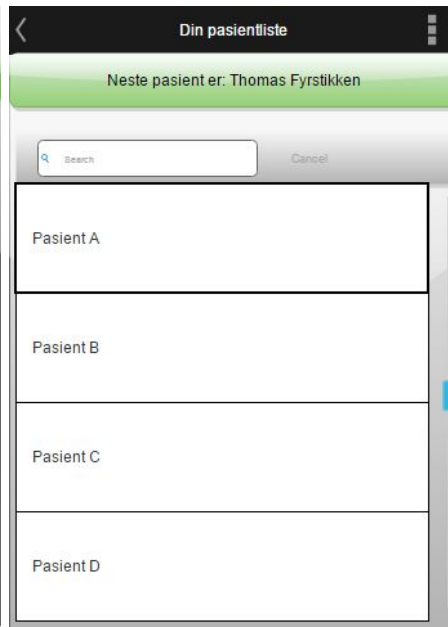 Din pasientliste
Neste pasient er: Thomas Fyrstikken
Search Cancel
Pasient A
Pasient B
Pasient C
Pasient D